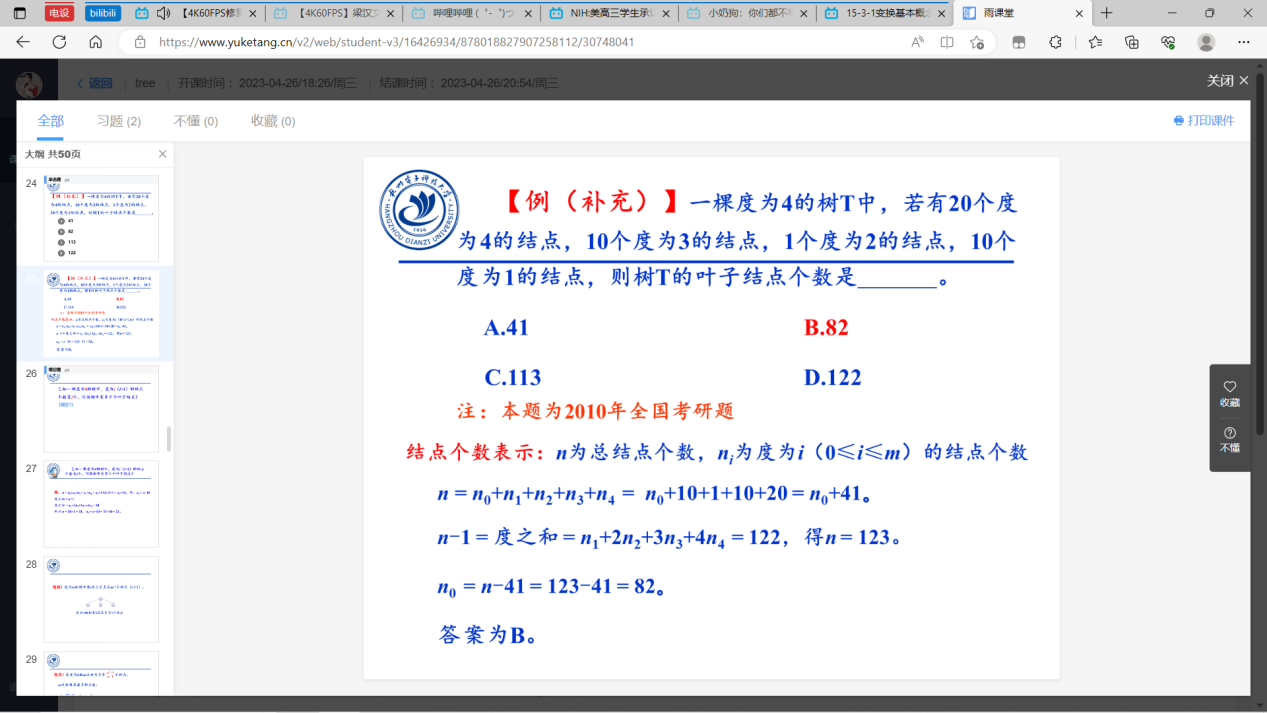 电设
bilibili
【4K60FPS修复
【4K60FPS】梁汉文
哔哩哔哩 (゜-゜)つ
NIH:美高三学生承认
小奶狗：你们都不
15-3-1变换基本概念
雨课堂
https://www.yuketang.cn/v2/web/student-v3/16426934/878018827907258112/30748041
返回
tree
开课时间： 2023-04-26/18:26/周三
结课时间： 2023-04-26/20:54/周三
关闭
全部
习题 (2)
不懂 (0)
收藏 (0)
打印课件
大纲 共50页
24
26
27
28
29
HANGZHOU DIANZI UNIVERSITY
1956
【例（补充）】一棵度为4的树T中，若有20个度
为4的结点，10个度为3的结点，1个度为2的结点，10个
度为1的结点，则树T的叶子结点个数是_______。
A.41
B.82
C.113
D.122
注：本题为2010年全国考研题
结点个数表示：n为总结点个数，ni为度为i（0≤i≤m）的结点个数
n = n0+n1+n2+n3+n4 = n0+10+1+10+20 = n0+41。
n−1 = 度之和 = n1+2n2+3n3+4n4 = 122，得n = 123。
n0 = n−41 = 123−41 = 82。
答案为B。
收藏
不懂